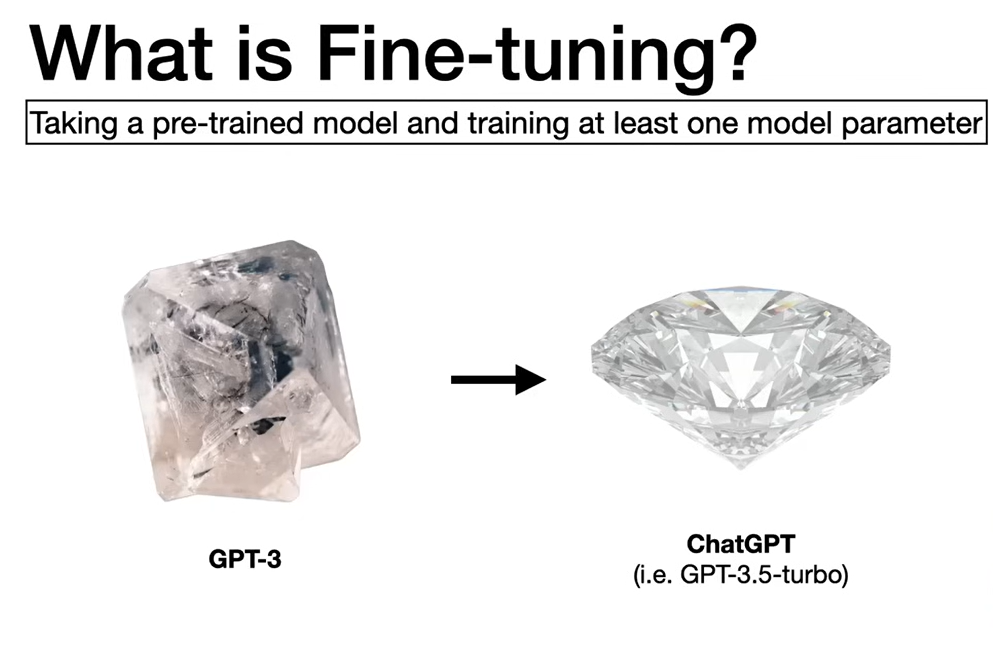 What is Fine-tuning?
Taking a pre-trained model and training at least one model parameter
GPT-3
ChatGPT
(i.e. GPT-3.5-turbo)